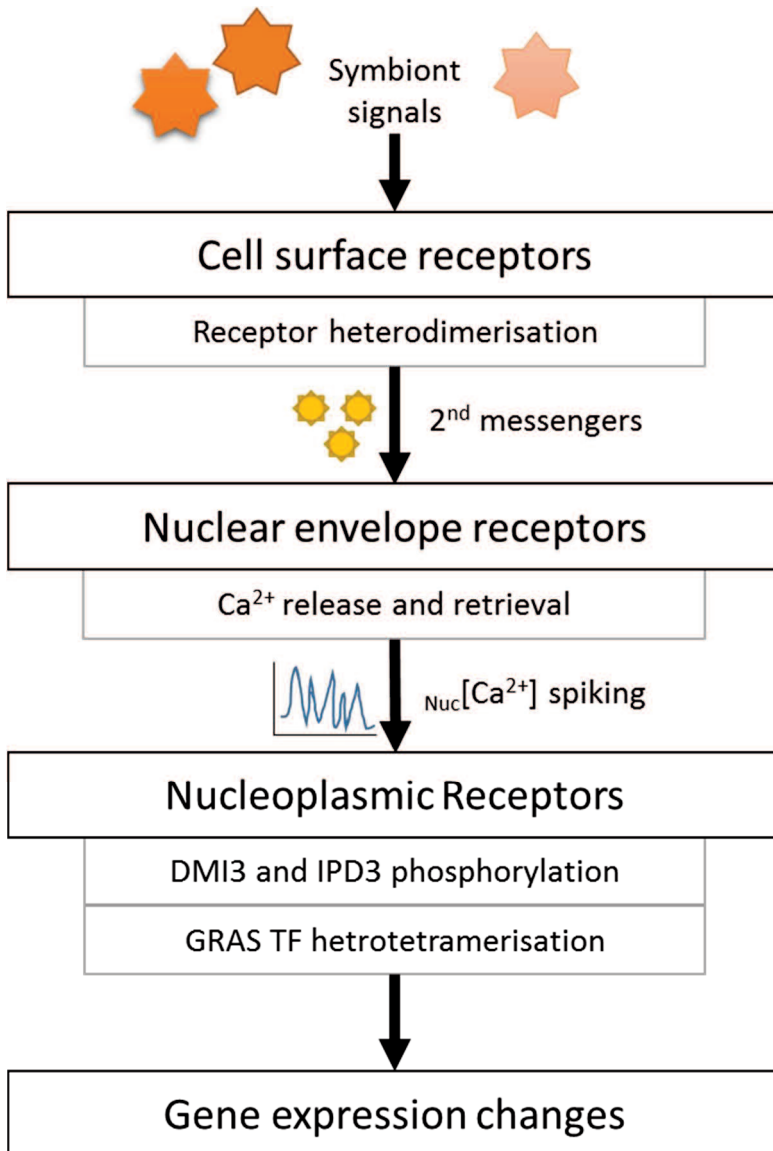 Symbiont
signals
Cell surface receptors
Receptor heterodimerisation
2nd messengers
Nuclear envelope receptors
Ca2+ release and retrieval
Nuc[Ca2+] spiking
Nucleoplasmic Receptors
DMI3 and IPD3 phosphorylation
GRAS TF hetrotetramerisation
Gene expression changes